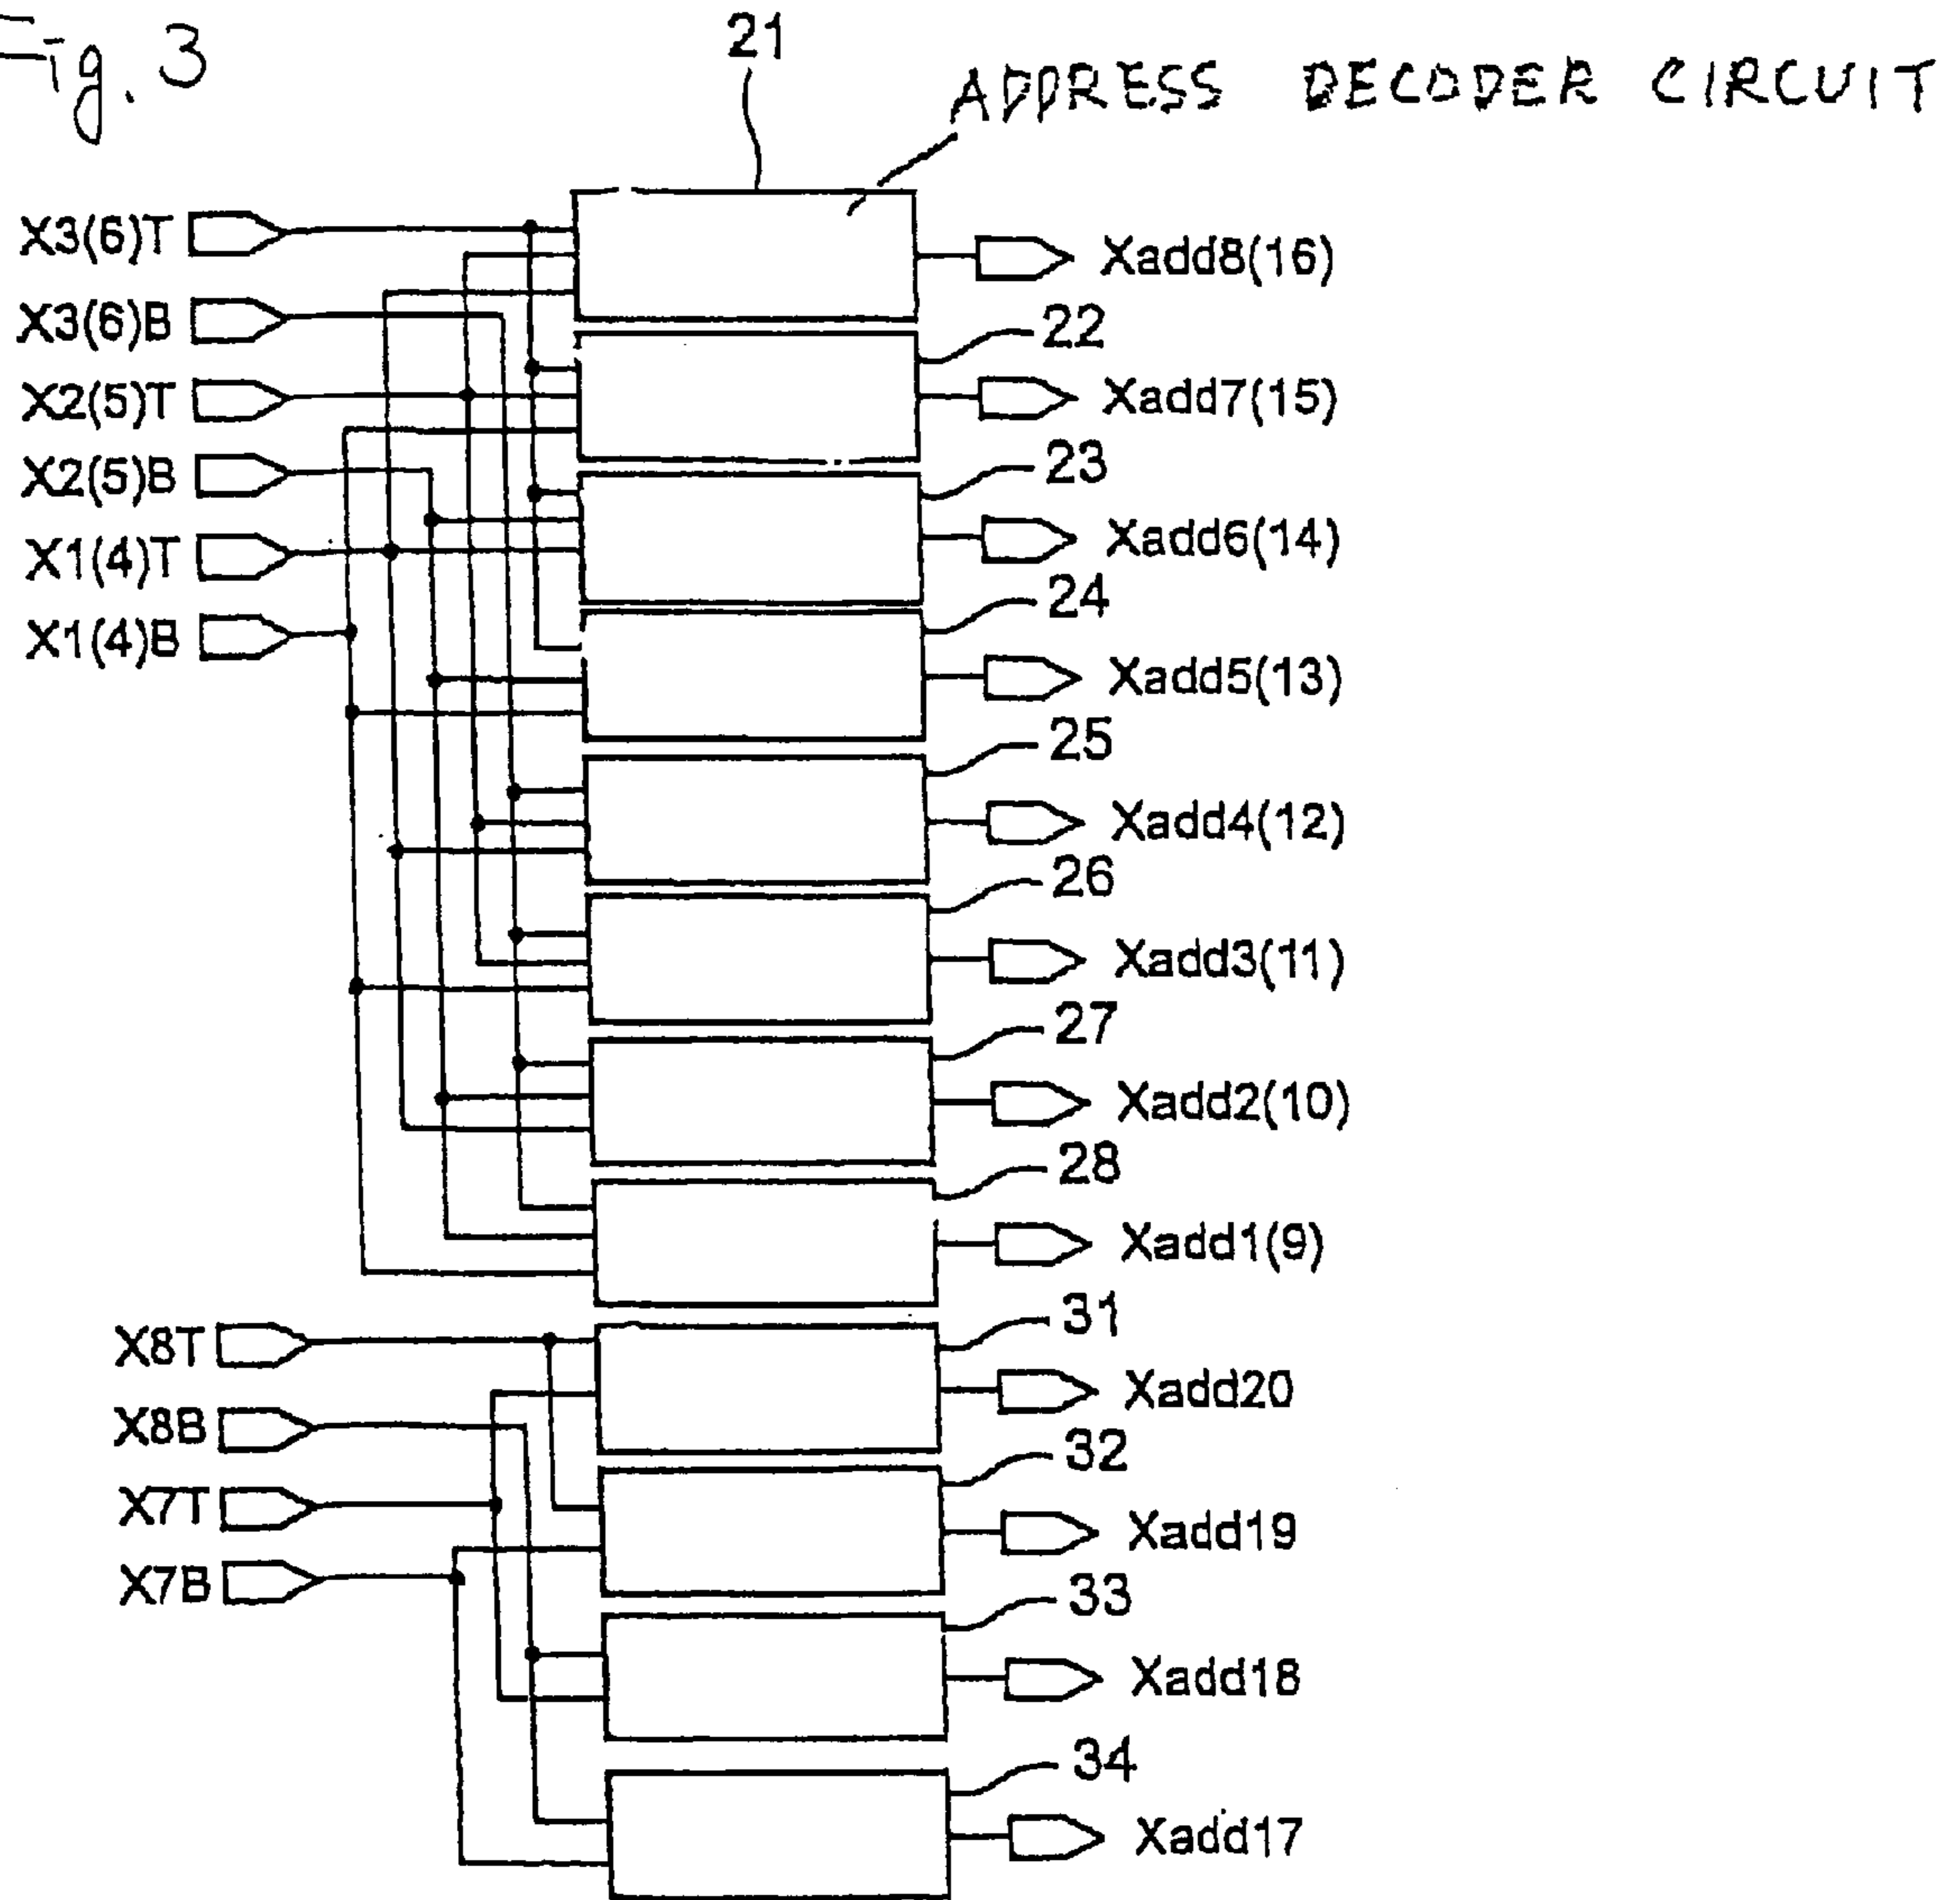 Fig. 3
21
ADDRESS DECODER CIRCUIT
X3(6)T
Xadd8(16)
X3(6)B
22
X2(5)T
Xadd7(15)
23
X2(5)B
Xadd6(14)
X1(4)T
24
X1(4)B
Xadd5(13)
25
Xadd4(12)
26
Xadd3(11)
27
Xadd2(10)
28
Xadd1(9)
31
X8T
Xadd20
X8B
32
X7T
Xadd19
X7B
33
Xadd18
34
Xadd17